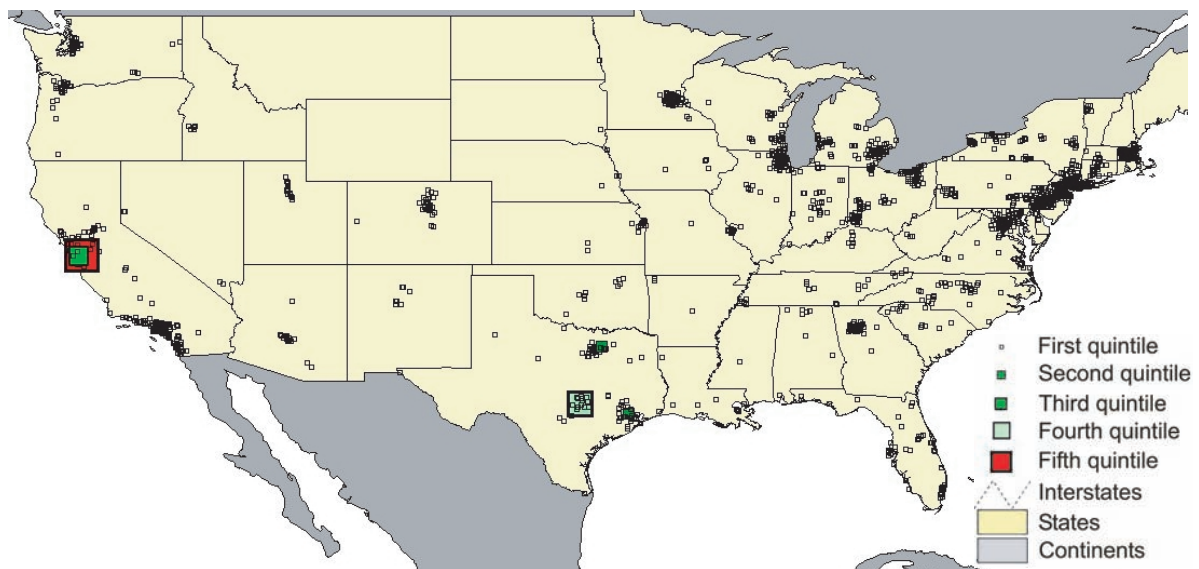 First quintile
Second quintile
Third quintile
Fourth quintile
Fifth quintile
Interstates
States
Continents